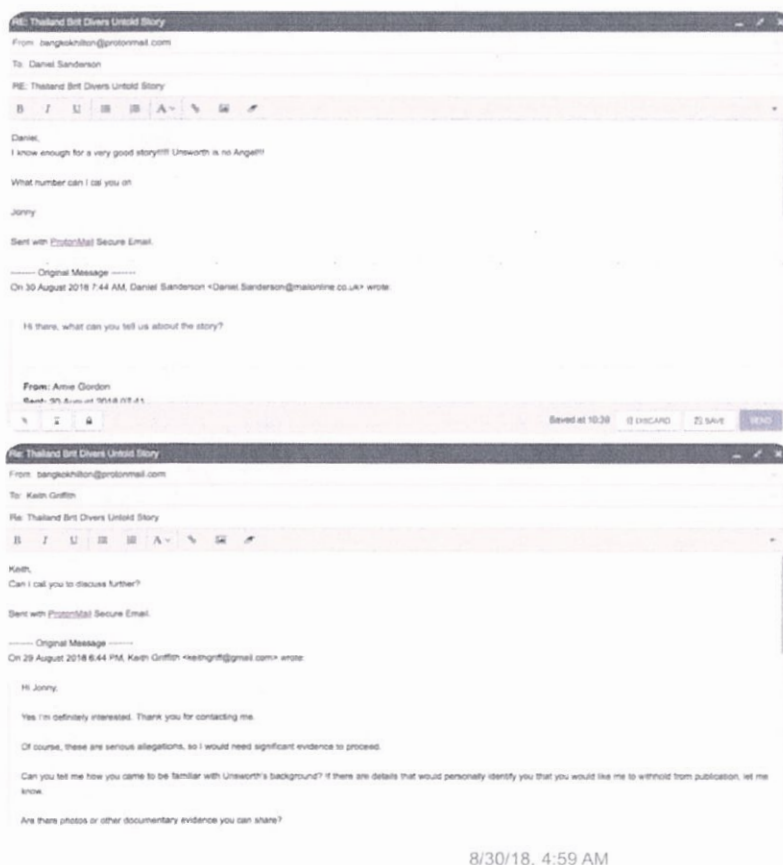 RE: Thailand Brit Divers Untold Story
From bangkokhilton@protonmail.com
To Daniel Sanderson
RE: Thailand Brit Divers Untold Story
B I U A
Daniel,
I know enough for a very good story!!!!! Unsworth is no Angel!!!
What number can I cal you on
Jonny
Sent with ProtonMail Secure Email.
------- Original Message -------
On 30 August 2018 7:44 AM, Daniel Sanderson <Daniel.Sanderson@mailonline.co.uk> wrote:
Hi there, what can you tell us about the story?
From: Amie Gordon
Sent: 30 August 2018 07:41
Saved at 10:39 DISCARD SAVE SEND
Re: Thailand Brit Divers Untold Story
From bangkokhilton@protonmail.com
To Keith Griffith
Re: Thailand Brit Divers Untold Story
B I U A
Keith,
Can I call you to discuss further?
Sent with ProtonMail Secure Email.
------- Original Message -------
On 29 August 2018 6:44 PM, Keith Griffith <keithgriff@gmail.com> wrote:
Hi Jonny,
Yes I'm definitely interested. Thank you for contacting me.
Of course, these are serious allegations, so I would need significant evidence to proceed.
Can you tell me how you came to be familiar with Unsworth's background? If there are details that would personally identify you that you would like me to withhold from publication, let me
know.
Are there photos or other documentary evidence you can share?
8/30/18, 4:59 AM